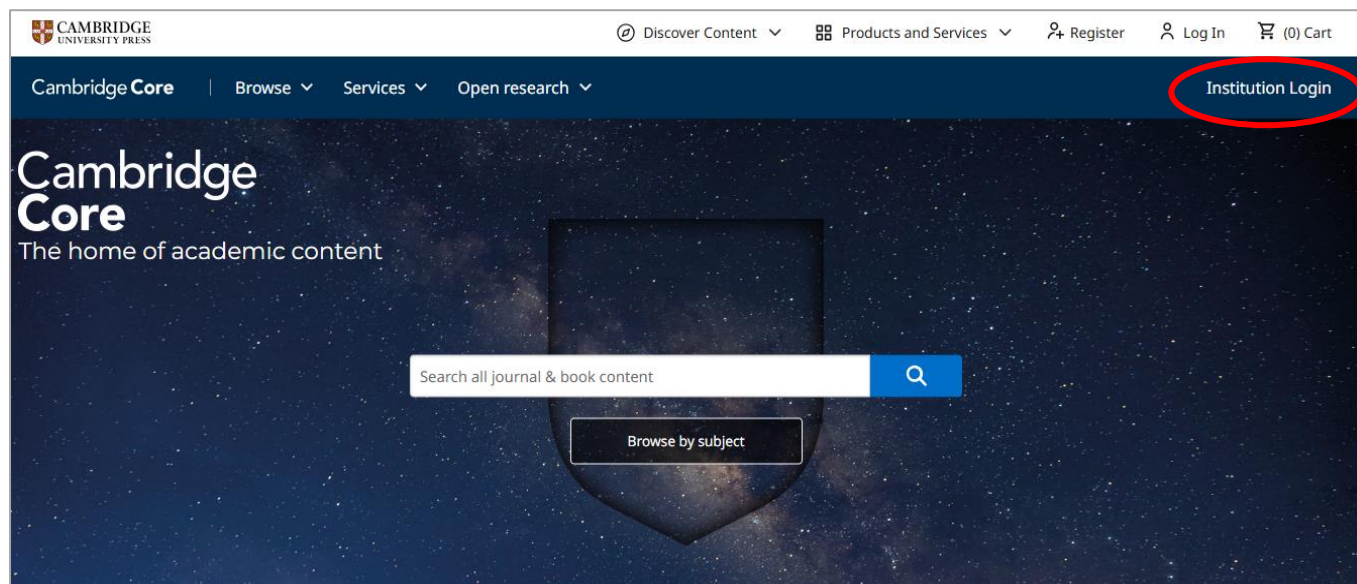 CAMBRIDGE
UNIVERSITY PRESS
Discover Content
Products and Services
Register
Log In
(0) Cart
Cambridge Core
Browse
Services
Open research
Institution Login
Cambridge
Core
The home of academic content
Search all journal & book content
Browse by subject